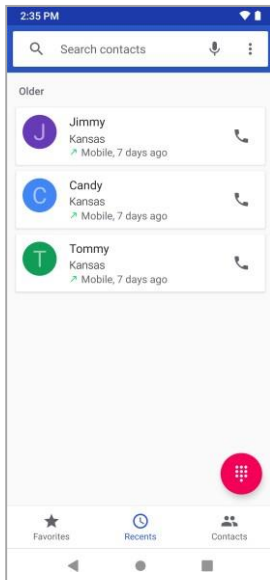 2:35 PM
Search contacts
Older
J
Jimmy
Kansas
Mobile, 7 days ago
C
Candy
Kansas
Mobile, 7 days ago
T
Tommy
Kansas
Mobile, 7 days ago
Favorites
Recents
Contacts